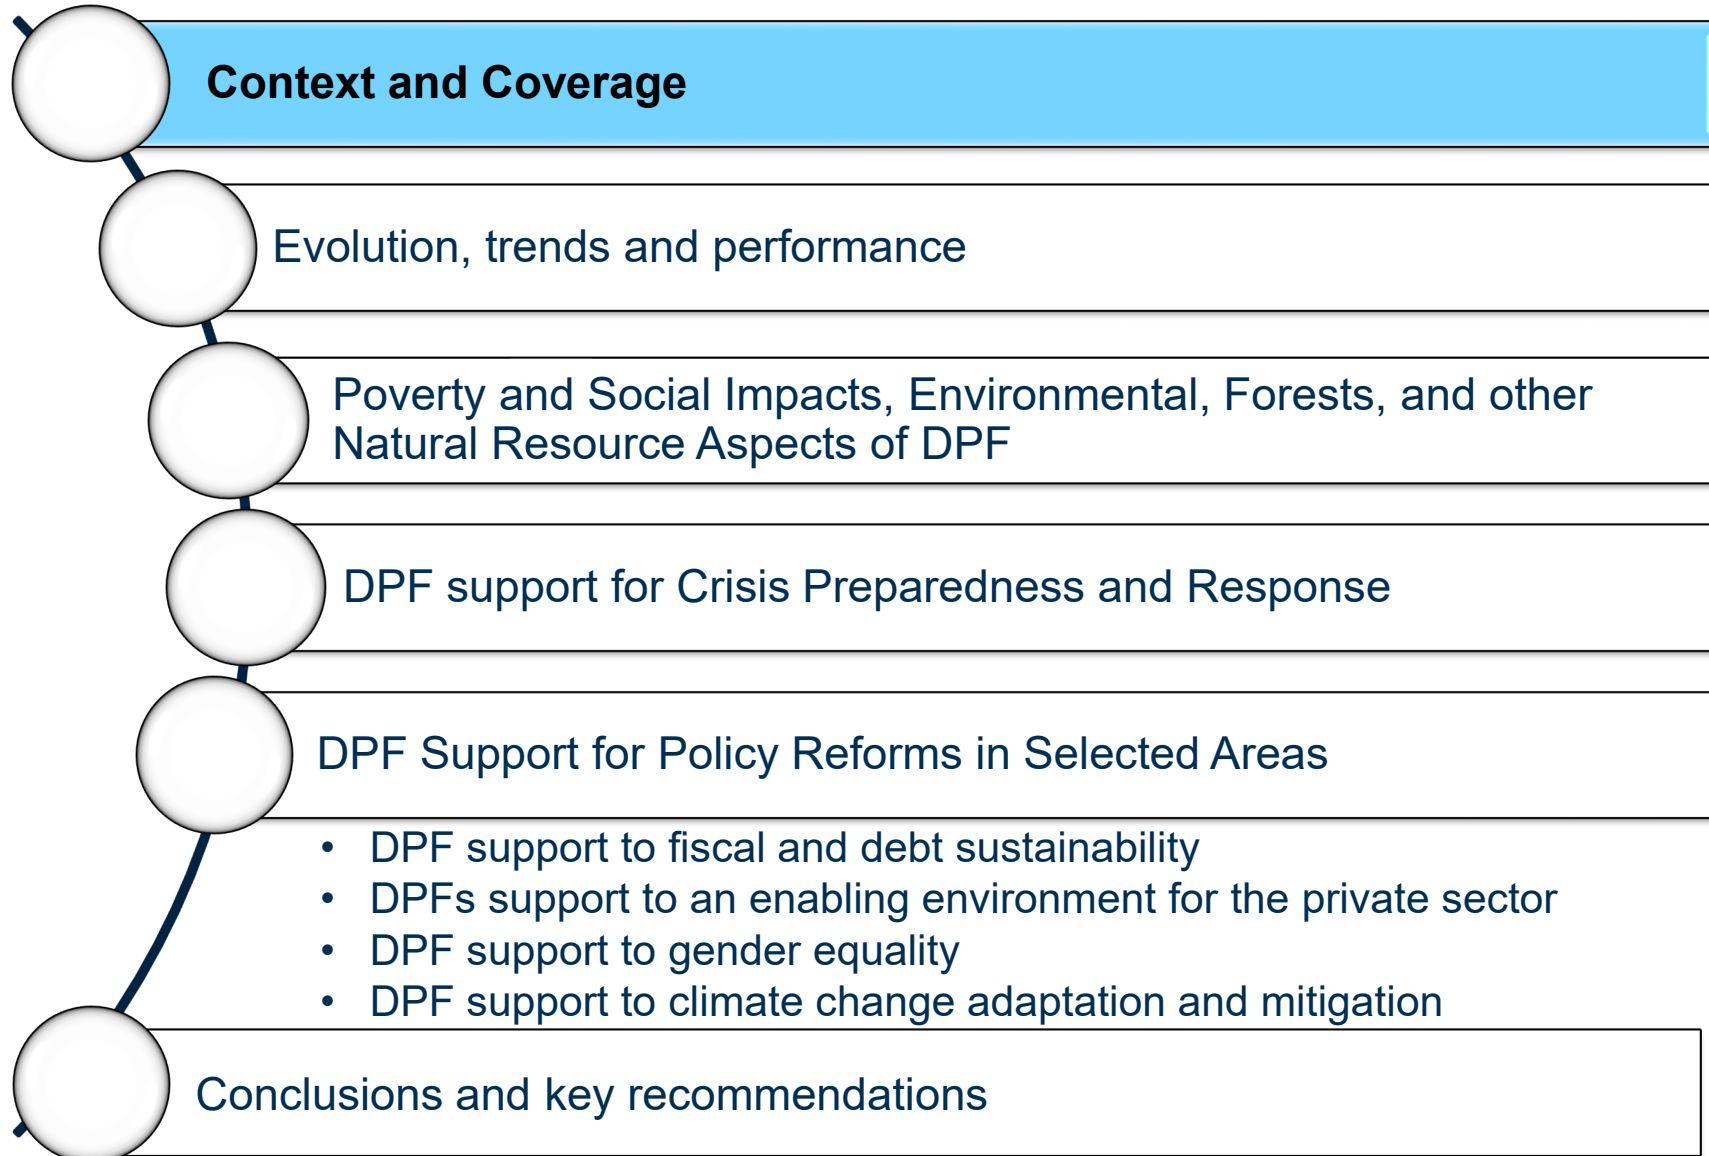 Context and Coverage
Evolution, trends and performance
Poverty and Social Impacts, Environmental, Forests, and other
Natural Resource Aspects of DPF
DPF support for Crisis Preparedness and Response
DPF Support for Policy Reforms in Selected Areas
• DPF support to fiscal and debt sustainability
• DPFs support to an enabling environment for the private sector
• DPF support to gender equality
• DPF support to climate change adaptation and mitigation
Conclusions and key recommendations